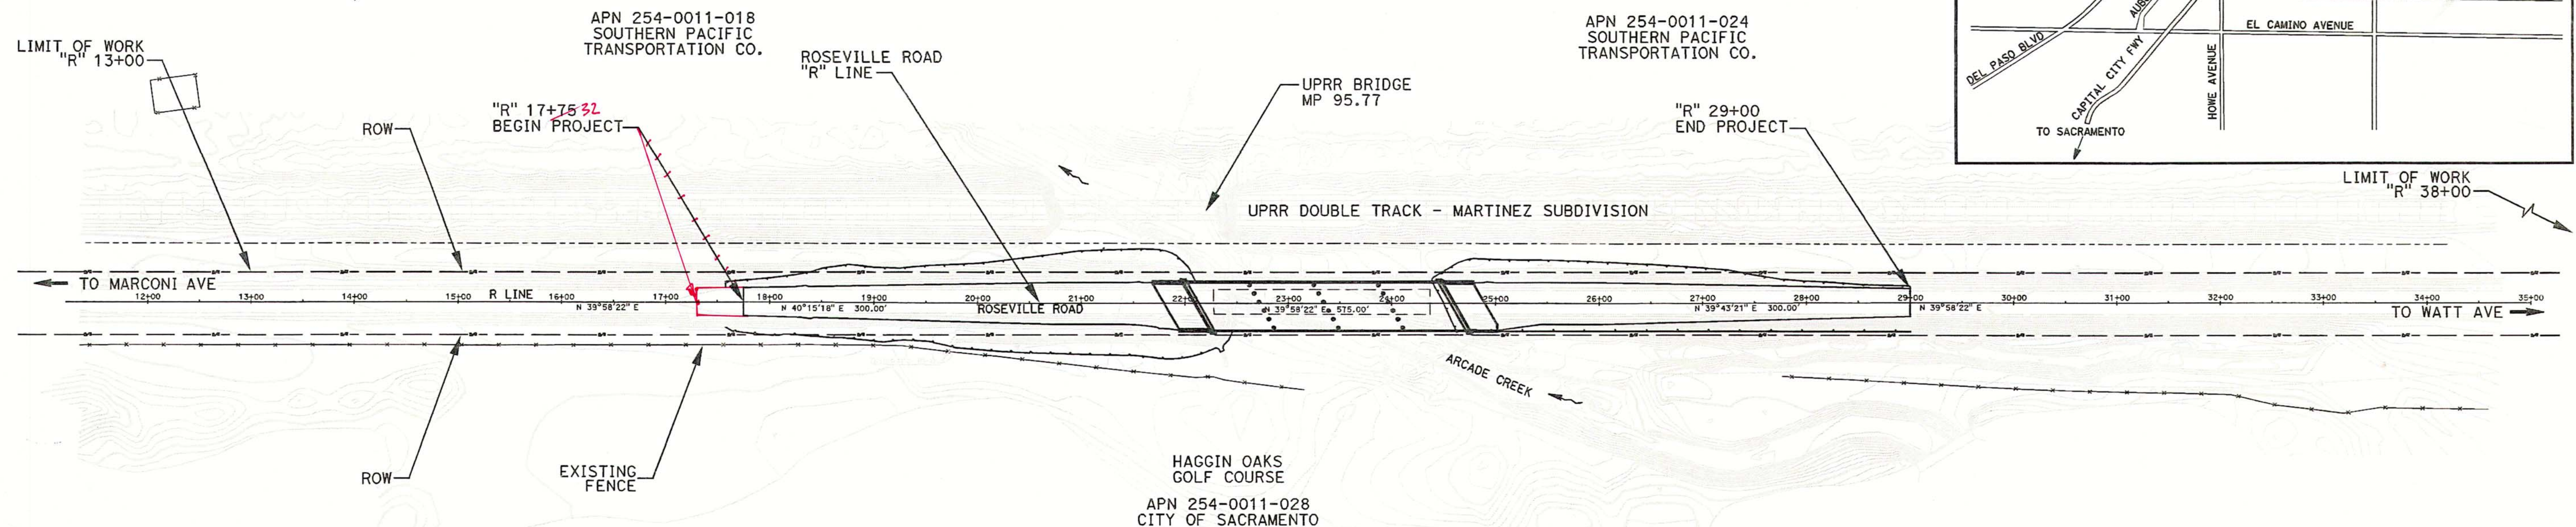 APN 254-0011-018
SOUTHERN PACIFIC
TRANSPORTATION CO.
APN 254-0011-024
SOUTHERN PACIFIC
TRANSPORTATION CO.
EL CAMINO AVENUE
DEL PASO BLVD
CAPITAL CITY FWY
HOWE AVENUE
TO SACRAMENTO
LIMIT OF WORK
"R" 13+00
ROSEVILLE ROAD
"R" LINE
UPRR BRIDGE
MP 95.77
"R" 17+75 32
BEGIN PROJECT
ROW
"R" 29+00
END PROJECT
LIMIT OF WORK
"R" 38+00
UPRR DOUBLE TRACK - MARTINEZ SUBDIVISION
TO MARCONI AVE
12+00 13+00 14+00 15+00 R LINE 16+00 17+00 18+00 19+00 20+00 21+00 22+00 23+00 24+00 25+00 26+00 27+00 28+00 29+00 30+00 31+00 32+00 33+00 34+00 35+00
N 39°58'22" E
N 40°15'18" E 300.00'
ROSEVILLE ROAD
N 39°58'22" E 575.00'
N 39°43'21" E 300.00'
N 39°58'22" E
TO WATT AVE
ARCADE CREEK
ROW
EXISTING
FENCE
HAGGIN OAKS
GOLF COURSE
APN 254-0011-028
CITY OF SACRAMENTO